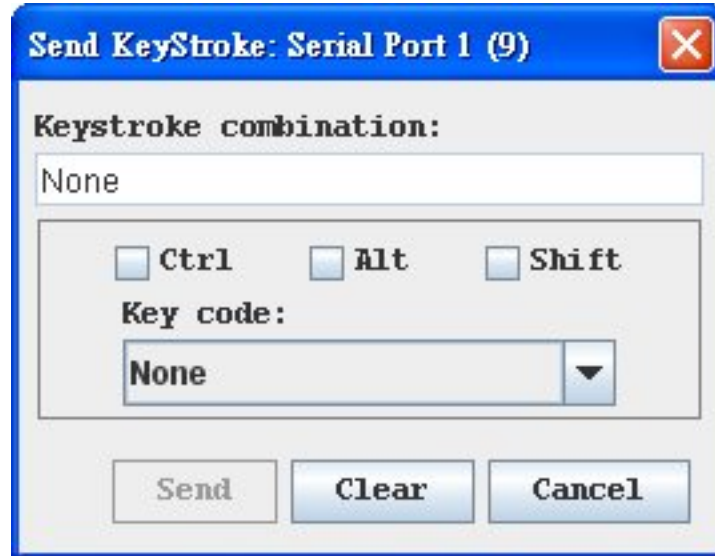 Send KeyStroke: Serial Port 1 (9)
Keystroke combination:
None
Ctrl Alt Shift
Key code:
None
Send Clear Cancel